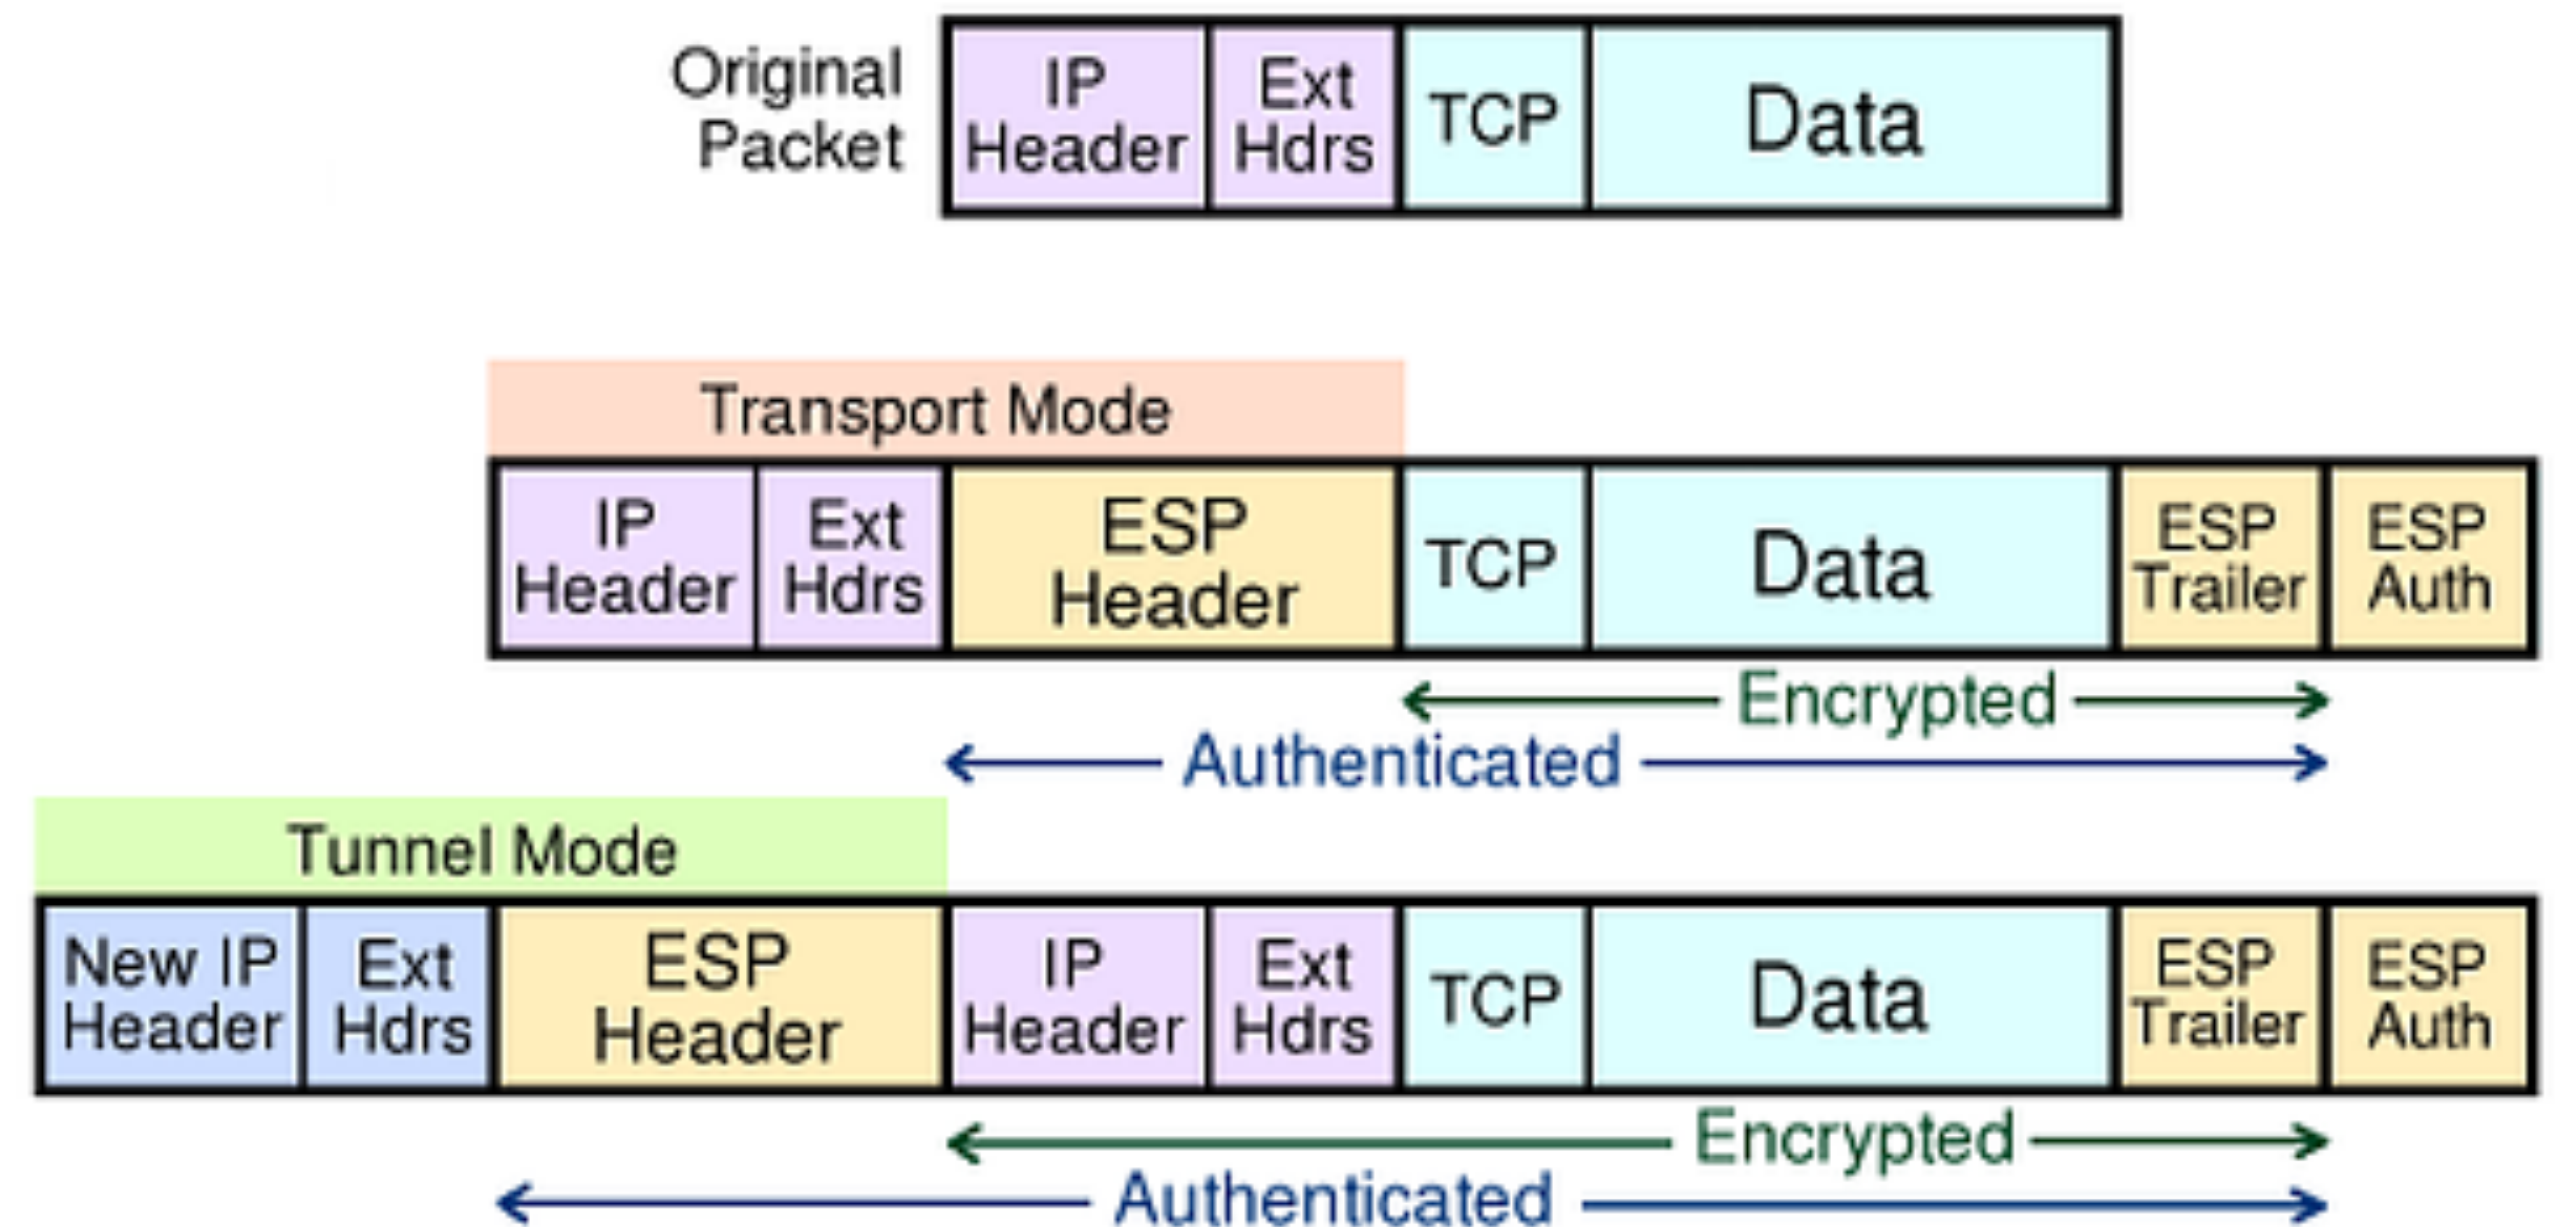 Original
Packet
IP
Header
Ext
Hdrs
TCP
Data
Transport Mode
IP
Header
Ext
Hdrs
ESP
Header
TCP
Data
ESP
Trailer
ESP
Auth
Encrypted
Authenticated
Tunnel Mode
New IP
Header
Ext
Hdrs
ESP
Header
IP
Header
Ext
Hdrs
TCP
Data
ESP
Trailer
ESP
Auth
Encrypted
Authenticated